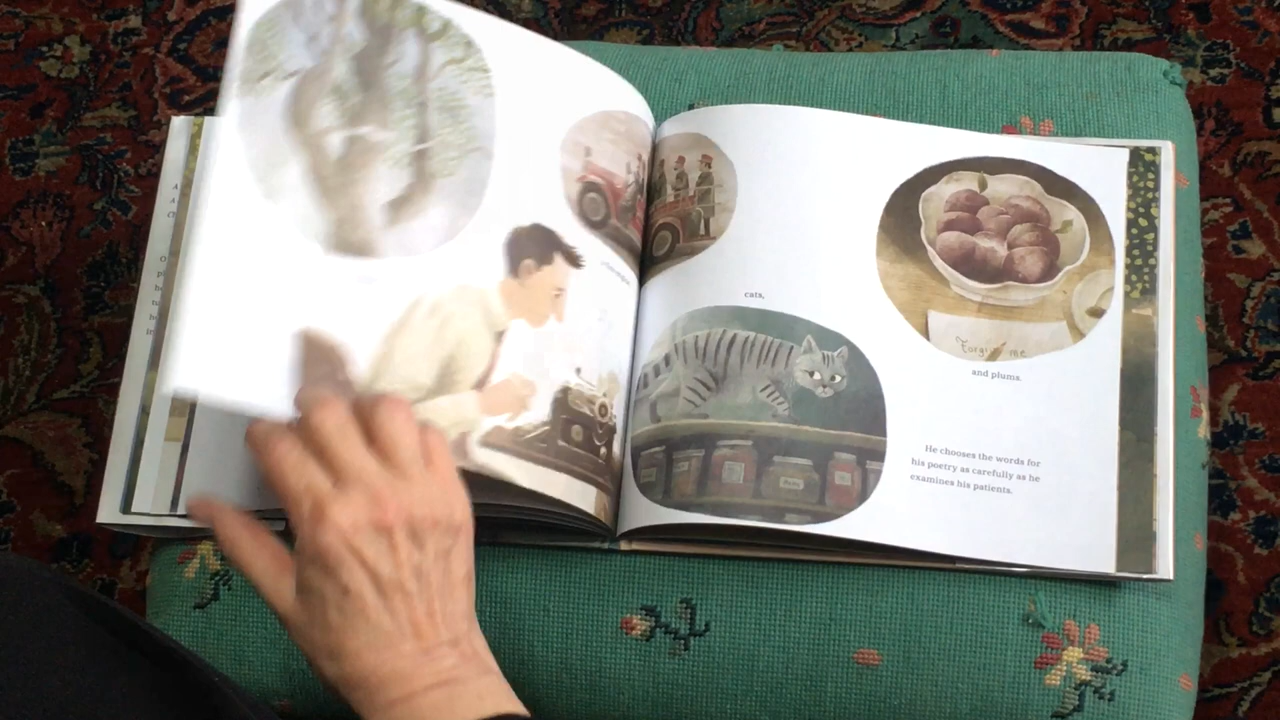 cats,
Forgive me
and plums.
He chooses the words for
his poetry as carefully as he
examines his patients.